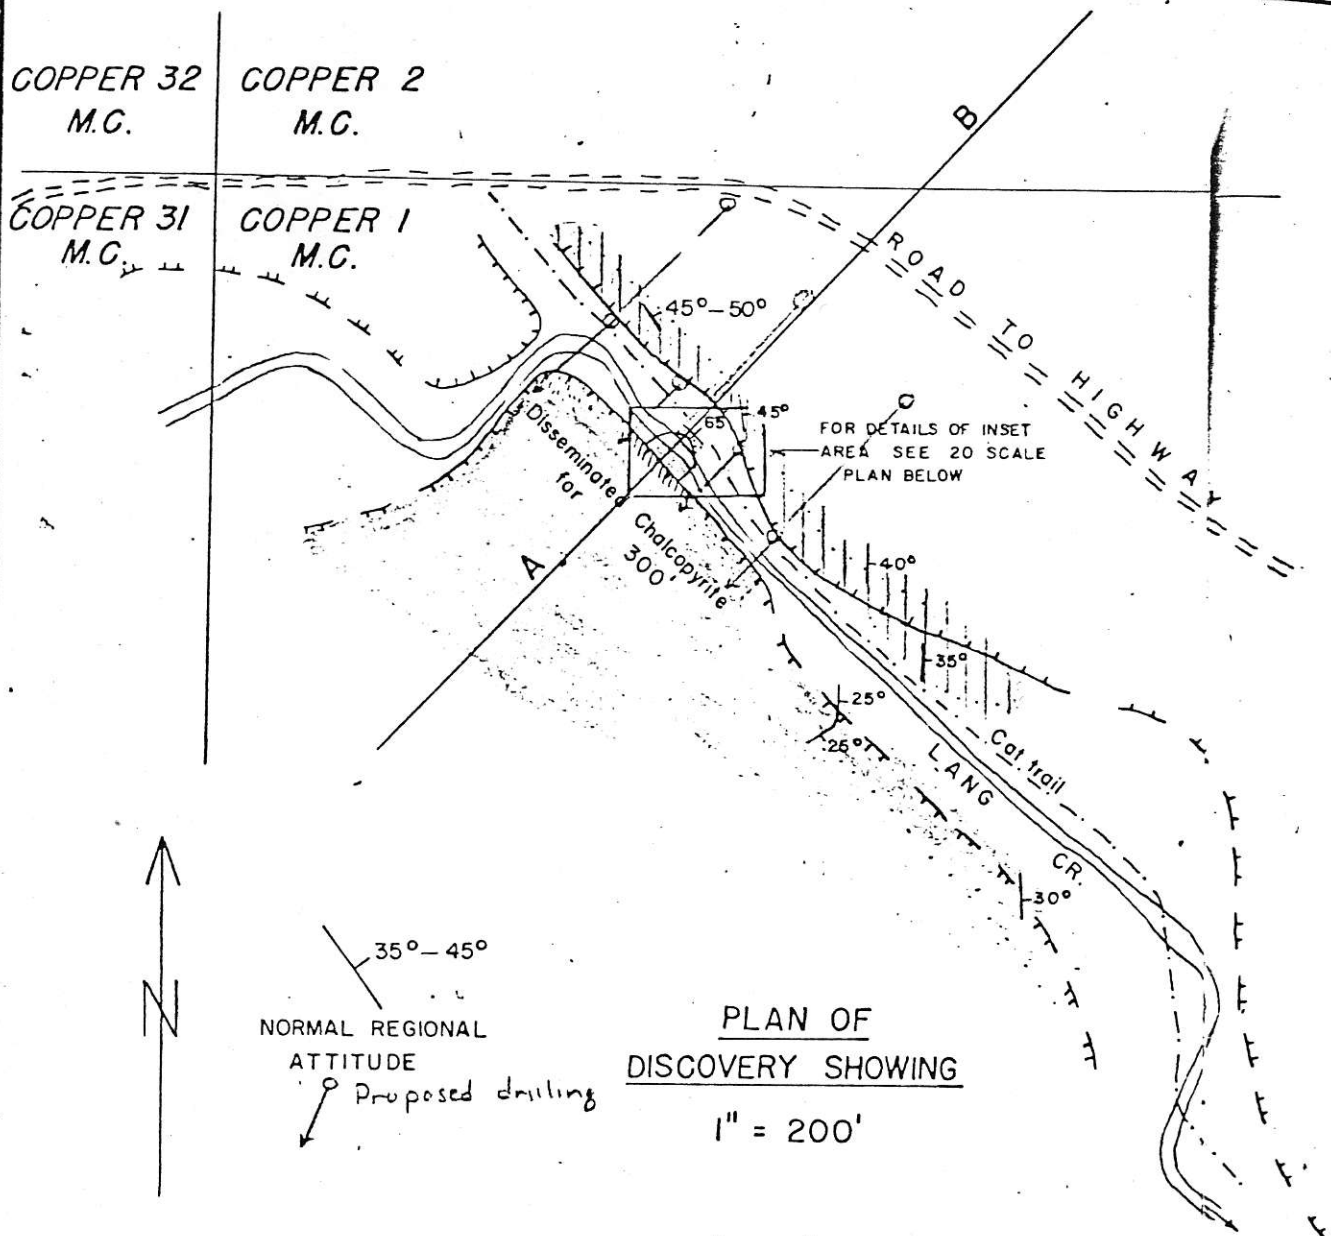 COPPER 32
M.C.
COPPER 2
M.C.
COPPER 31
M.C.
COPPER 1
M.C.
B
ROAD TO HIGHWAY
45°-50°
45°
65
FOR DETAILS OF INSET
AREA SEE 20 SCALE
PLAN BELOW
Disseminated Chalcopyrite
for 300'
A
40°
35°
25°
25°
Cat trail
LANG CR.
30°
N
35°-45°
NORMAL REGIONAL
ATTITUDE
Proposed drilling
PLAN OF
DISCOVERY SHOWING
1" = 200'